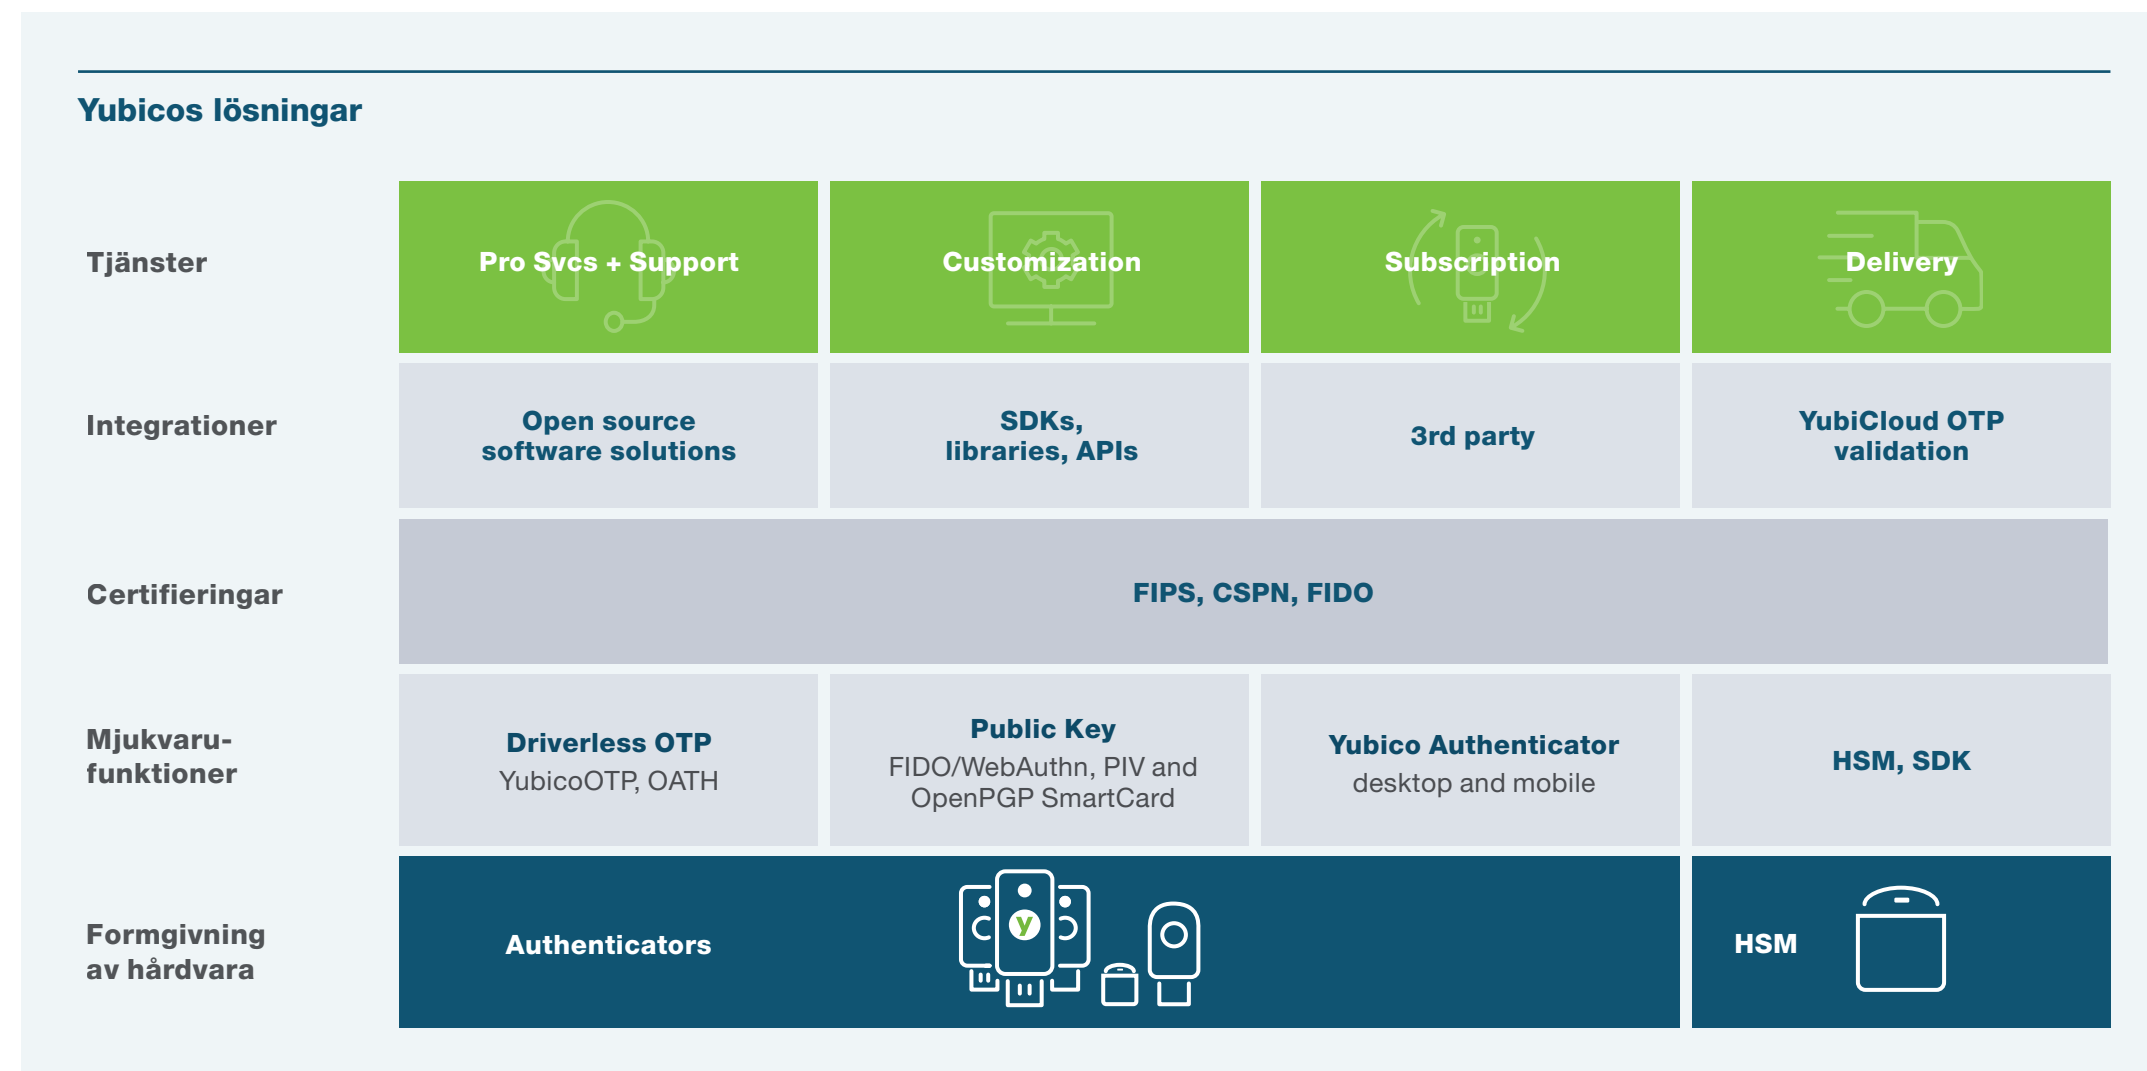 Yubicos lösningar
Tjänster
Pro Svcs + Support
Customization
Subscription
Delivery
Integrationer
Open source
software solutions
SDKs,
libraries, APIs
3rd party
YubiCloud OTP
validation
Certifieringar
FIPS, CSPN, FIDO
Mjukvaru-
funktioner
Driverless OTP
YubicoOTP, OATH
Public Key
FIDO/WebAuthn, PIV and
OpenPGP SmartCard
Yubico Authenticator
desktop and mobile
HSM, SDK
Formgivning
av hårdvara
Authenticators
y
HSM